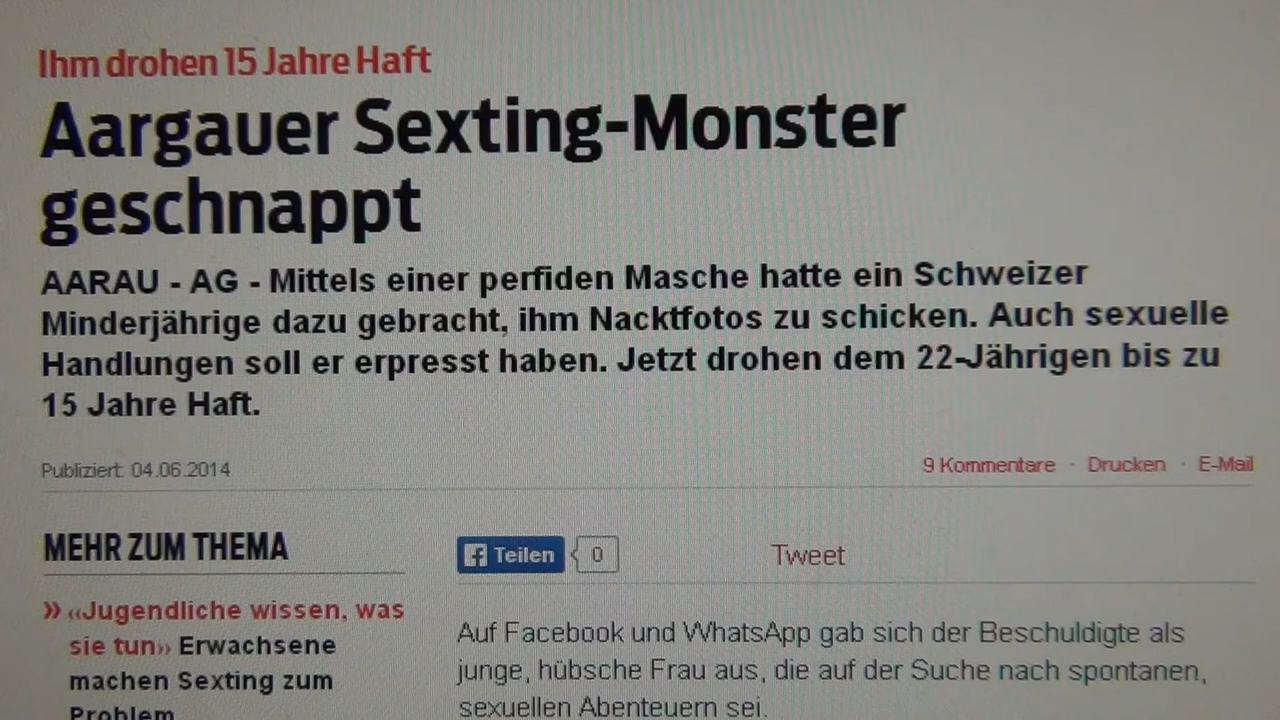 Ihm drohen 15 Jahre Haft
Aargauer Sexting-Monster
geschnappt
AARAU - AG - Mittels einer perfiden Masche hatte ein Schweizer
Minderjährige dazu gebracht, ihm Nacktfotos zu schicken. Auch sexuelle
Handlungen soll er erpresst haben. Jetzt drohen dem 22-Jährigen bis zu
15 Jahre Haft.
Publiziert: 04.06.2014
9 Kommentare · Drucken · E-Mail
MEHR ZUM THEMA
» «Jugendliche wissen, was
sie tun» Erwachsene
machen Sexting zum
Problem
Teilen 0 Tweet
Auf Facebook und WhatsApp gab sich der Beschuldigte als
junge, hübsche Frau aus, die auf der Suche nach spontanen,
sexuellen Abenteuern sei.